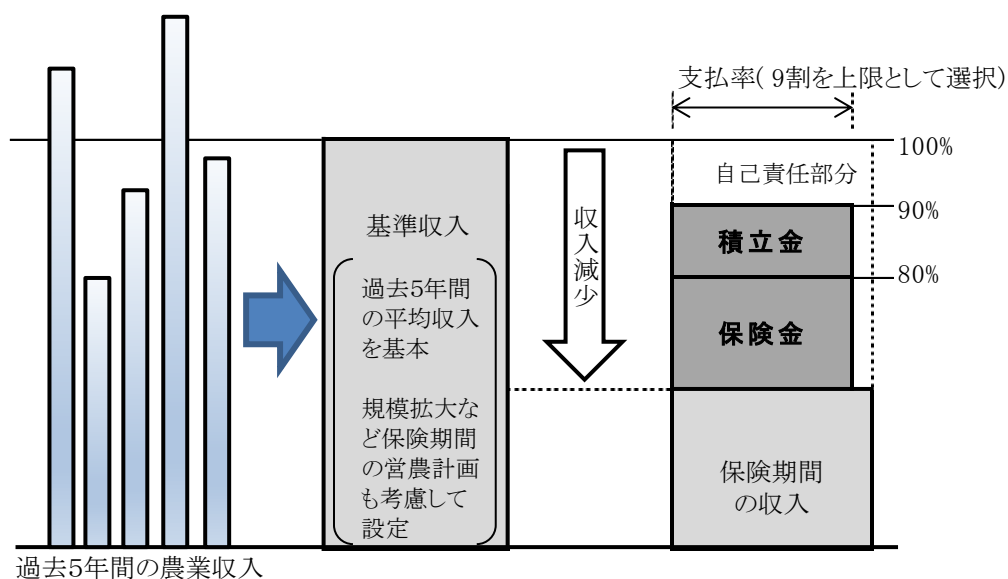 支払率(9割を上限として選択)
100%
自己責任部分
90%
積立金
80%
保険金
収入減少
基準収入
過去5年間
の平均収入
を基本
規模拡大な
ど保険期間
の営農計画
も考慮して
設定
保険期間
の収入
過去5年間の農業収入